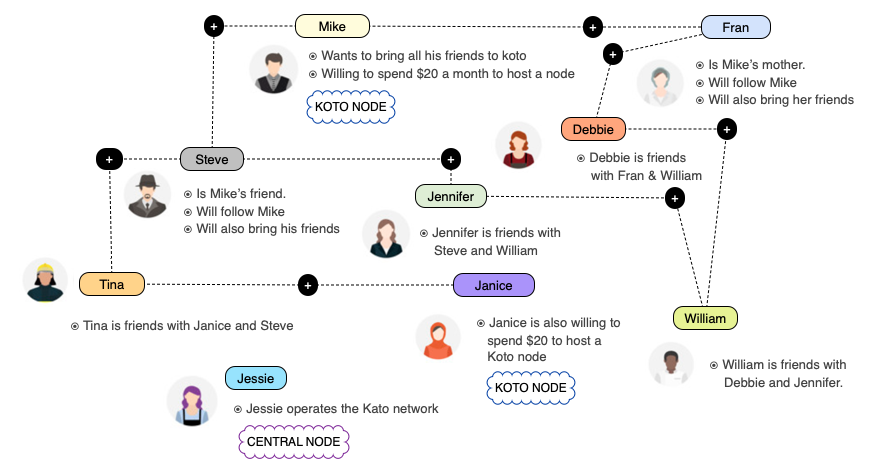 Mike
Fran
Wants to bring all his friends to koto
Willing to spend $20 a month to host a node
KOTO NODE
Is Mike's mother.
Will follow Mike
Will also bring her friends
Debbie
Debbie is friends
with Fran & William
Steve
Is Mike's friend.
Will follow Mike
Will also bring his friends
Jennifer
Jennifer is friends with
Steve and William
Tina
Tina is friends with Janice and Steve
Janice
Janice is also willing to
spend $20 to host a
Koto node
KOTO NODE
William
William is friends with
Debbie and Jennifer.
Jessie
Jessie operates the Kato network
CENTRAL NODE